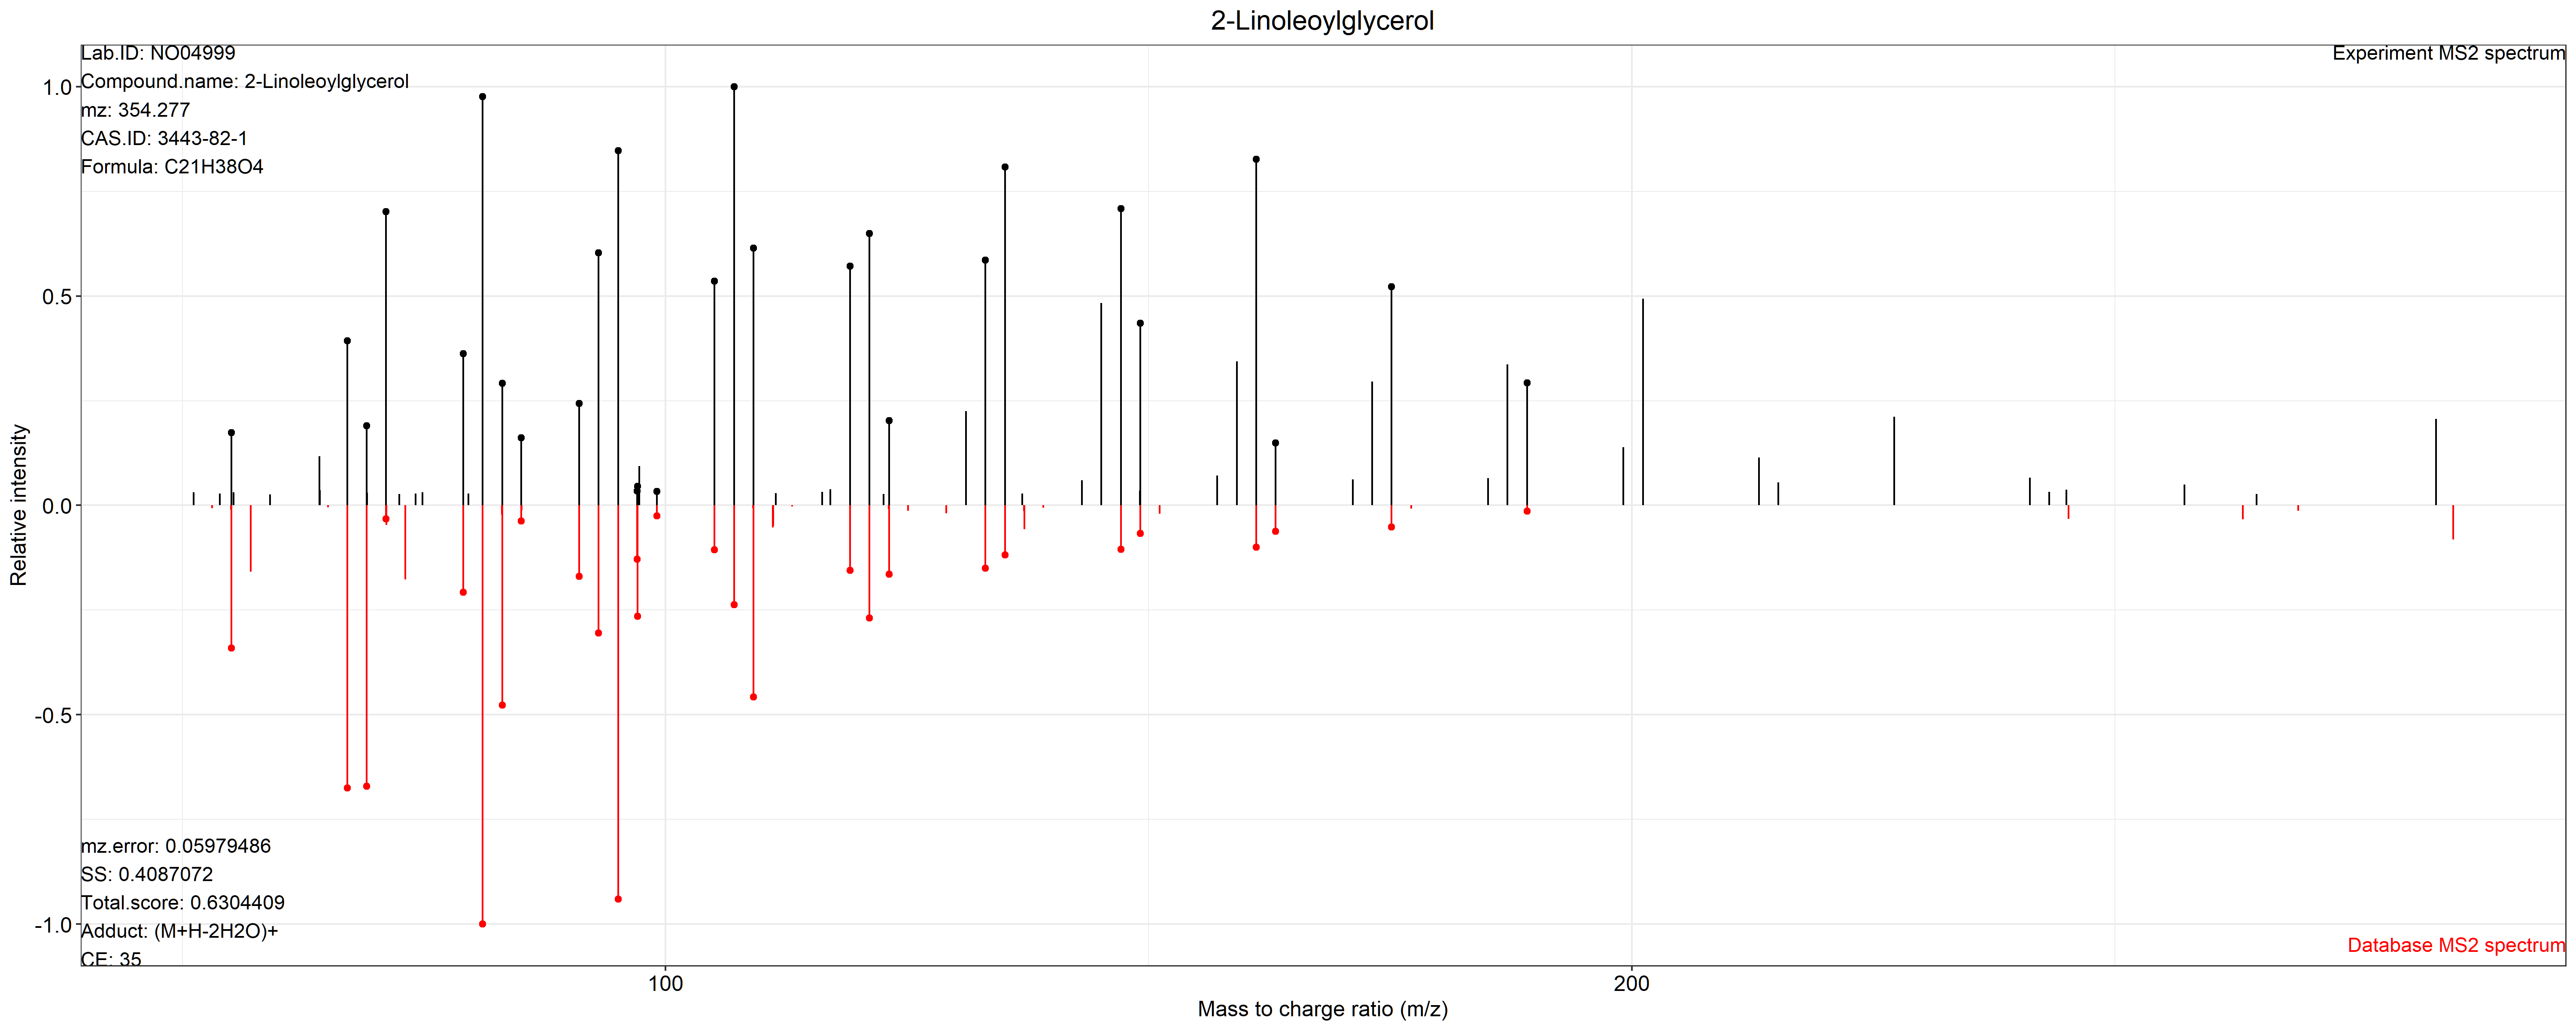 2-Linoleoylglycerol
Lab.ID: NO04999
Experiment MS2 spectrum
Compound.name: 2-Linoleoylglycerol
mz: 354.277
CAS.ID: 3443-82-1
Formula: C21H38O4
1.0
0.5
0.0
-0.5
-1.0
Relative intensity
mz.error: 0.05979486
SS: 0.4087072
Total.score: 0.6304409
Adduct: (M+H-2H2O)+
CE: 35
Database MS2 spectrum
100
200
Mass to charge ratio (m/z)